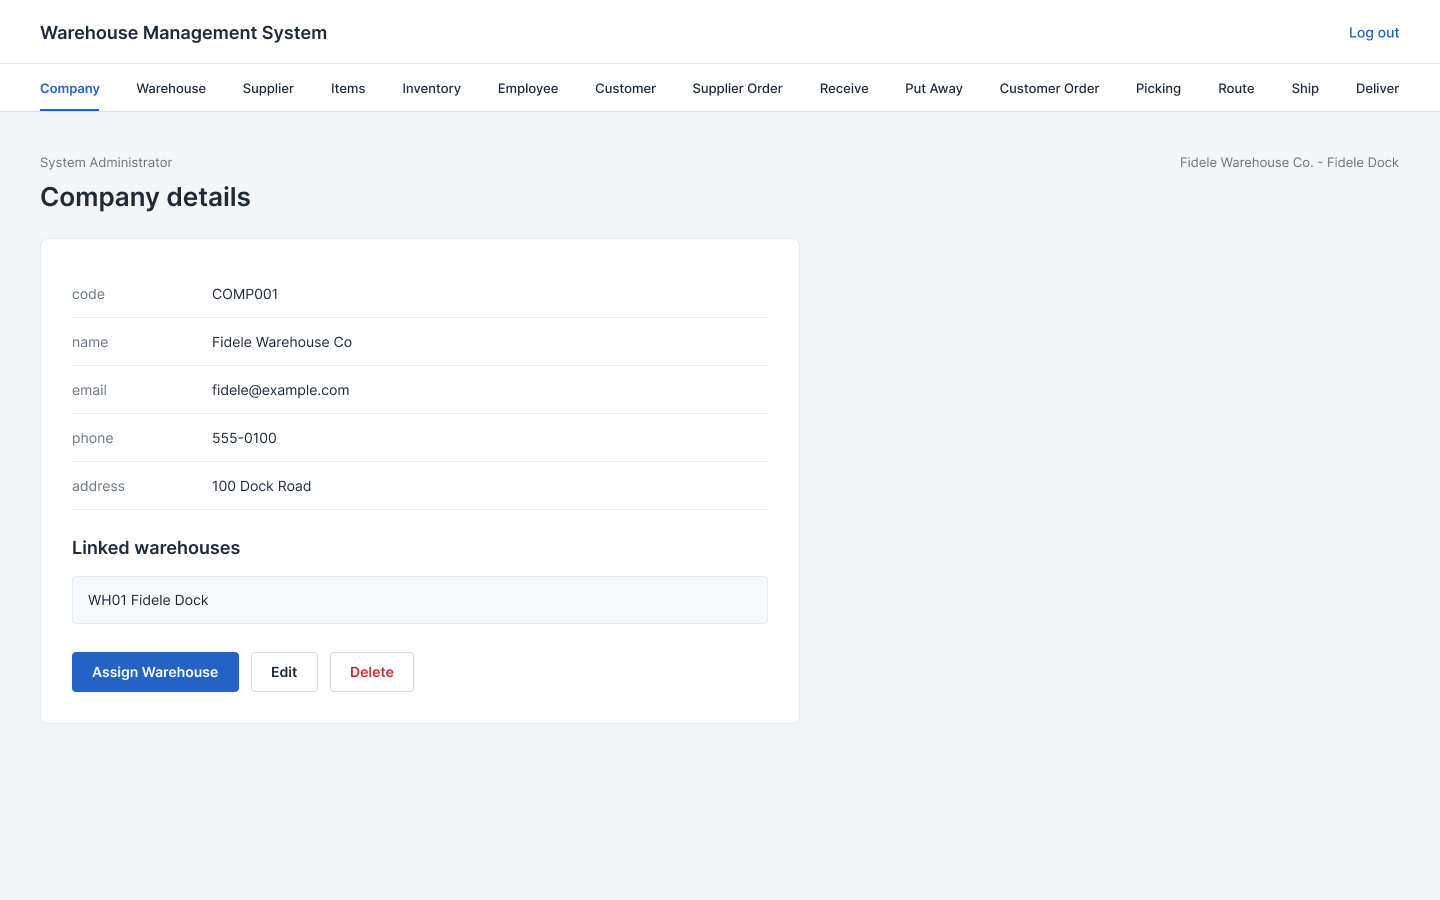 Warehouse Management System
Log out
Company Warehouse Supplier Items Inventory Employee Customer Supplier Order Receive Put Away Customer Order Picking Route Ship Deliver
System Administrator
Fidele Warehouse Co. - Fidele Dock
Company details
code COMP001
name Fidele Warehouse Co
email fidele@example.com
phone 555-0100
address 100 Dock Road
Linked warehouses
WH01 Fidele Dock
Assign Warehouse Edit Delete